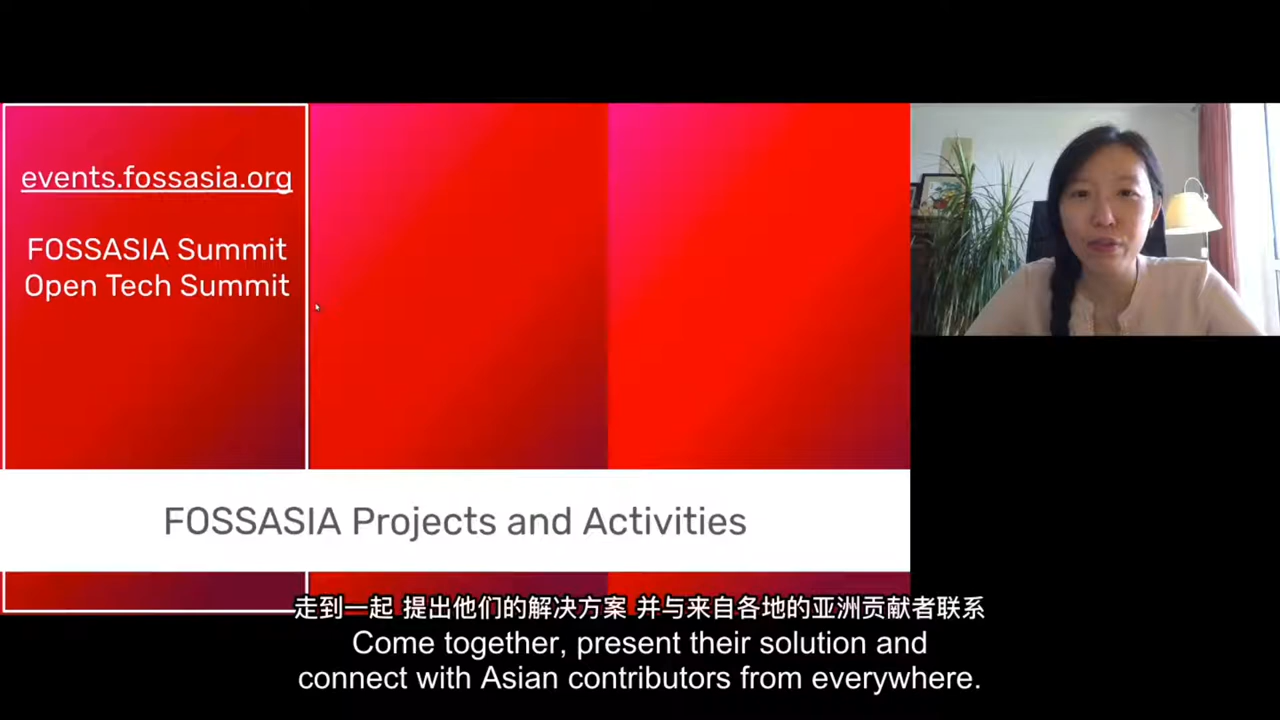 events.fossasia.org
FOSSASIA Summit
Open Tech Summit
FOSSASIA Projects and Activities
走到一起 提出他们的解决方案 并与来自各地的亚洲贡献者联系
Come together, present their solution and
connect with Asian contributors from everywhere.